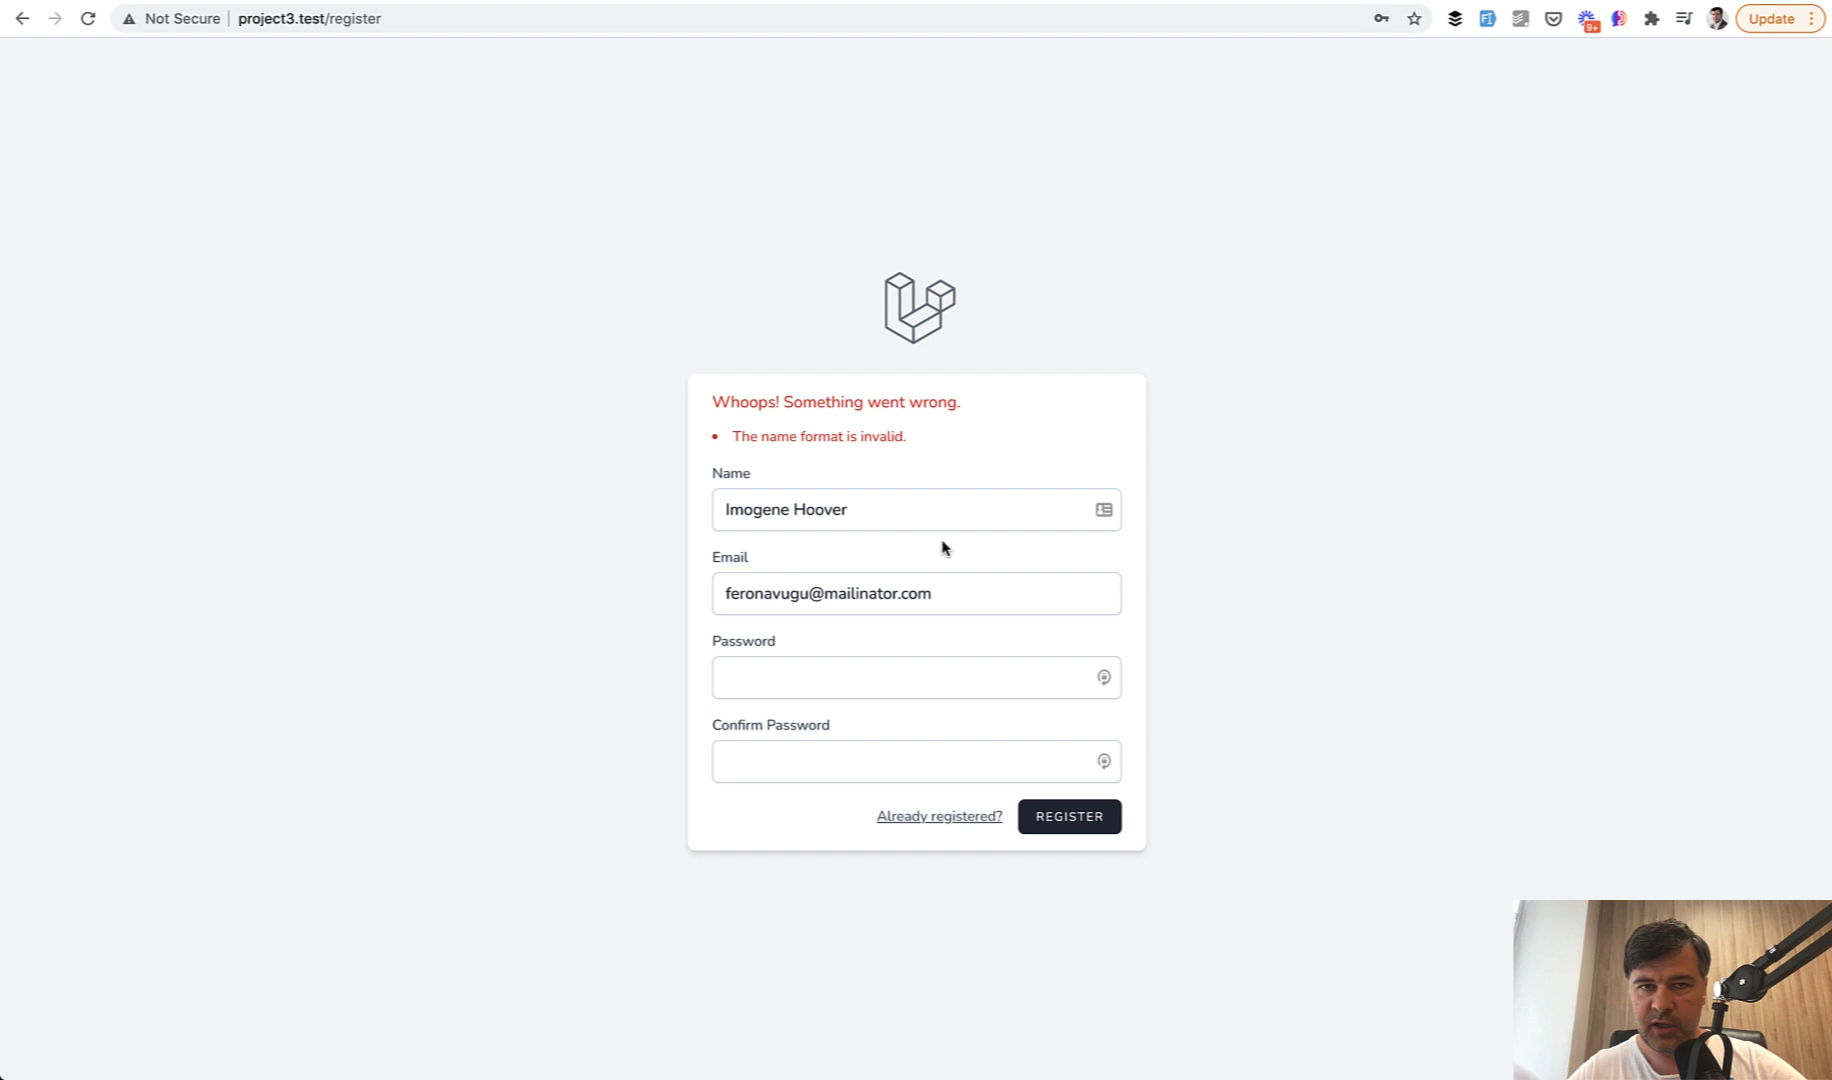 Not Secure project3.test/register
9+
Update
Whoops! Something went wrong.
• The name format is invalid.
Name
Imogene Hoover
Email
feronavugu@mailinator.com
Password
Confirm Password
Already registered? REGISTER